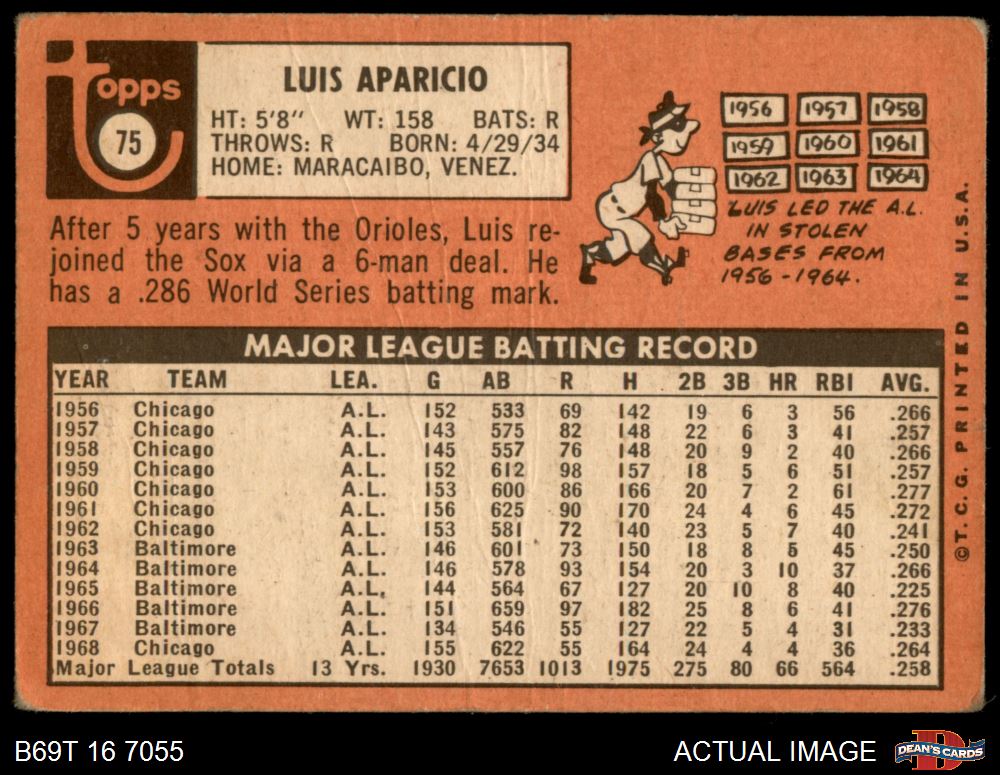 topps
75
LUIS APARICIO
HT: 5'8" WT: 158 BATS: R
THROWS: R BORN: 4/29/34
HOME: MARACAIBO, VENEZ.
After 5 years with the Orioles, Luis re-
joined the Sox via a 6-man deal. He
has a .286 World Series batting mark.
1956 1957 1958
1959 1960 1961
1962 1963 1964
LUIS LED THE A.L.
IN STOLEN
BASES FROM
1956-1964.
MAJOR LEAGUE BATTING RECORD
YEAR TEAM LEA. G AB R H 2B 3B HR RBI AVG.
1956 Chicago A.L. 152 533 69 142 19 6 3 56 .266
1957 Chicago A.L. 143 575 82 148 22 6 3 41 .257
1958 Chicago A.L. 145 557 76 148 20 9 2 40 .266
1959 Chicago A.L. 152 612 98 157 18 5 6 51 .257
1960 Chicago A.L. 153 600 86 166 20 7 2 61 .277
1961 Chicago A.L. 156 625 90 170 24 4 6 45 .272
1962 Chicago A.L. 153 581 72 140 23 5 7 40 .241
1963 Baltimore A.L. 146 601 73 150 18 8 5 45 .250
1964 Baltimore A.L. 146 578 93 154 20 3 10 37 .266
1965 Baltimore A.L. 144 564 67 127 20 10 8 40 .225
1966 Baltimore A.L. 151 659 97 182 25 8 6 41 .276
1967 Baltimore A.L. 134 546 55 127 22 5 4 31 .233
1968 Chicago A.L. 155 622 55 164 24 4 4 36 .264
Major League Totals 13 Yrs. 1930 7653 1013 1975 275 80 66 564 .258
©T.C.G. PRINTED IN U.S.A.
B69T 16 7055
ACTUAL IMAGE
DEAN'S CARDS